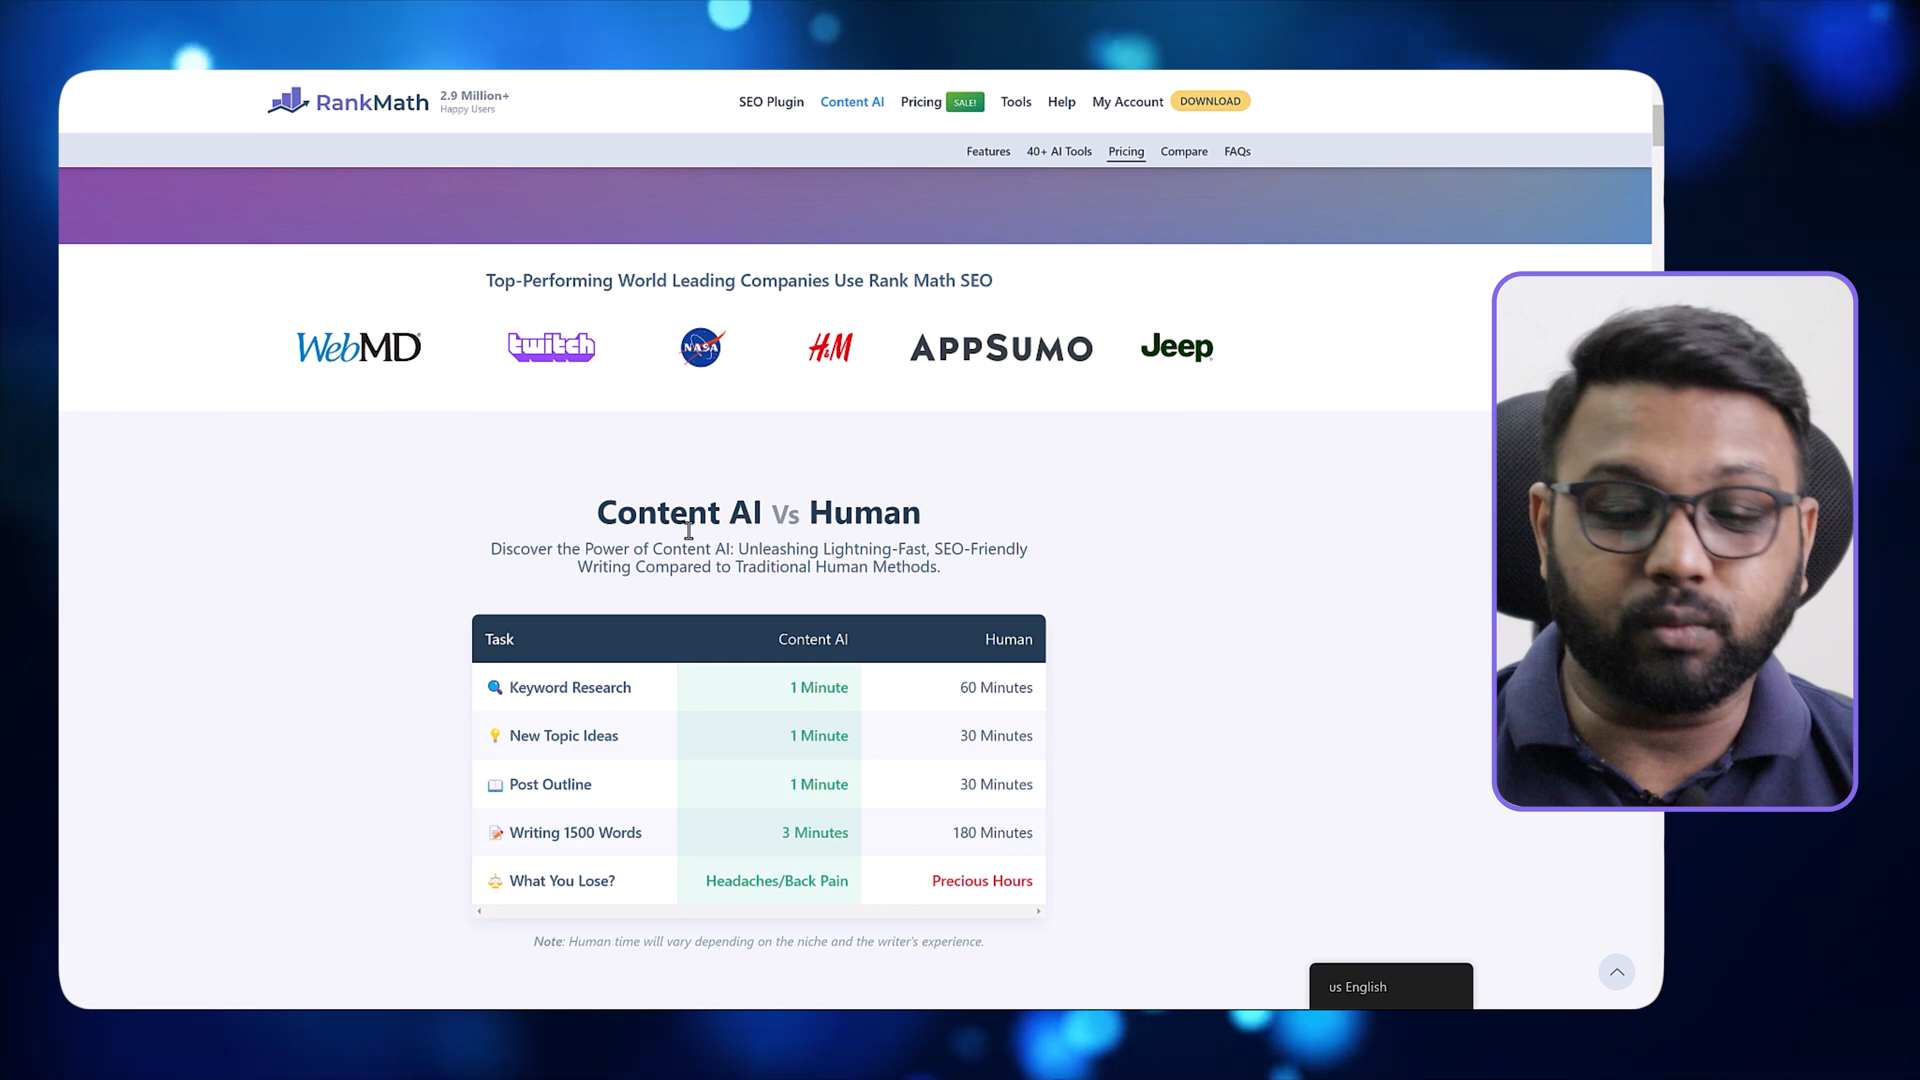 RankMath
2.9 Million+
Happy Users
SEO Plugin Content AI Pricing SALE! Tools Help My Account DOWNLOAD
Features 40+ AI Tools Pricing Compare FAQs
Top-Performing World Leading Companies Use Rank Math SEO
WebMD twitch NASA H&M APPSUMO Jeep
Content AI Vs Human
Discover the Power of Content AI: Unleashing Lightning-Fast, SEO-Friendly
Writing Compared to Traditional Human Methods.
Task Content AI Human
Keyword Research 1 Minute 60 Minutes
New Topic Ideas 1 Minute 30 Minutes
Post Outline 1 Minute 30 Minutes
Writing 1500 Words 3 Minutes 180 Minutes
What You Lose? Headaches/Back Pain Precious Hours
Note: Human time will vary depending on the niche and the writer's experience.
us English